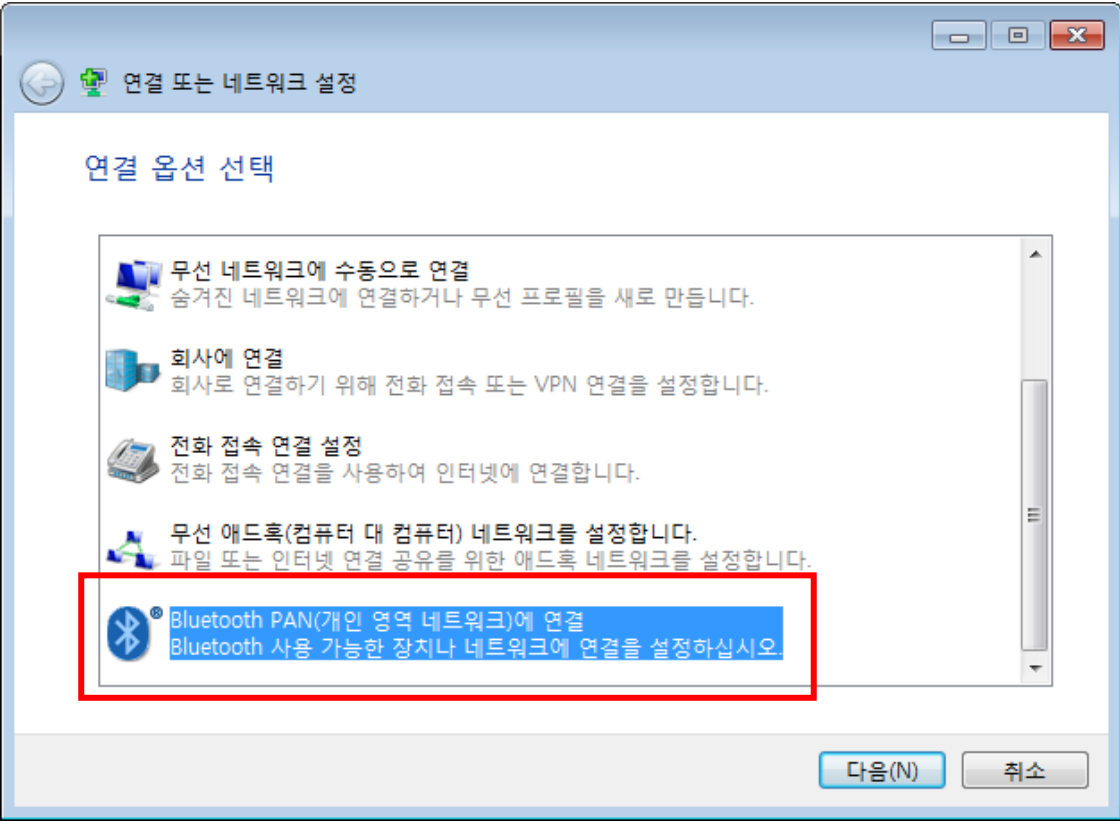 연결 또는 네트워크 설정
연결 옵션 선택
무선 네트워크에 수동으로 연결
숨겨진 네트워크에 연결하거나 무선 프로필을 새로 만듭니다.
회사에 연결
회사로 연결하기 위해 전화 접속 또는 VPN 연결을 설정합니다.
전화 접속 연결 설정
전화 접속 연결을 사용하여 인터넷에 연결합니다.
무선 애드혹(컴퓨터 대 컴퓨터) 네트워크를 설정합니다.
파일 또는 인터넷 연결 공유를 위한 애드혹 네트워크를 설정합니다.
Bluetooth PAN(개인 영역 네트워크)에 연결
Bluetooth 사용 가능한 장치나 네트워크에 연결을 설정하십시오.
다음(N) 취소